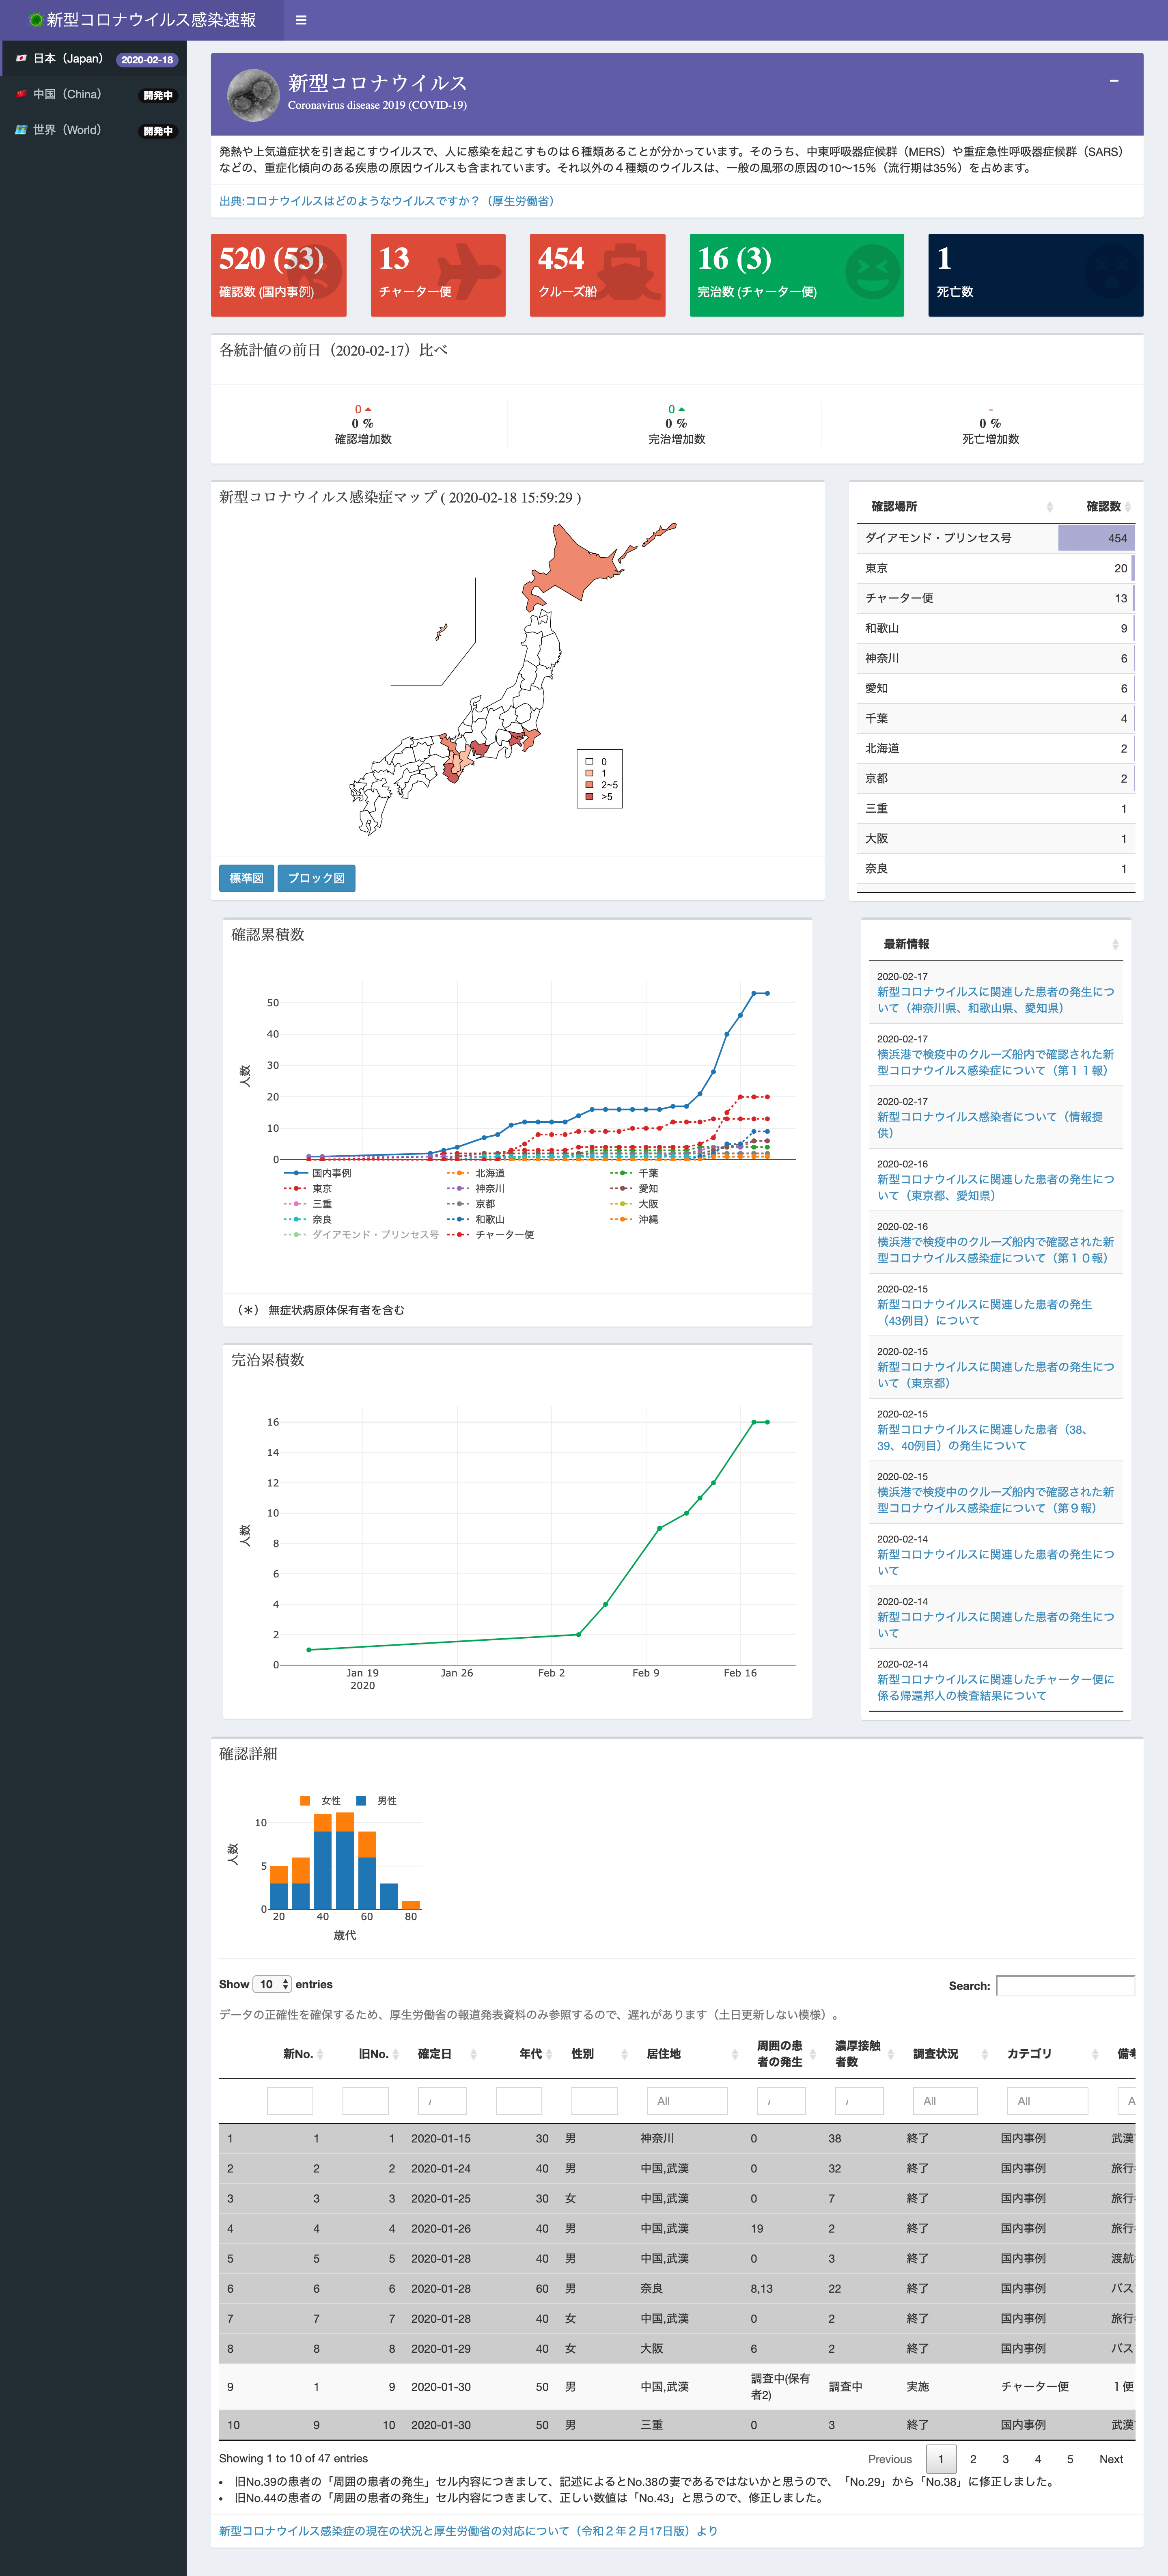 新型コロナウイルス感染速報
日本（Japan） 2020-02-18
中国（China） 開発中
世界（World） 開発中
新型コロナウイルス
Coronavirus disease 2019 (COVID-19)
発熱や上気道症状を引き起こすウイルスで、人に感染を起こすものは６種類あることが分かっています。そのうち、中東呼吸器症候群（MERS）や重症急性呼吸器症候群（SARS）
などの、重症化傾向のある疾患の原因ウイルスも含まれています。それ以外の４種類のウイルスは、一般の風邪の原因の10〜15%（流行期は35%）を占めます。
出典:コロナウイルスはどのようなウイルスですか？（厚生労働省）
520 (53)
確認数 (国内事例)
13
チャーター便
454
クルーズ船
16 (3)
完治数 (チャーター便)
1
死亡数
各統計値の前日（2020-02-17）比べ
0
0 %
確認増加数
0
0 %
完治増加数
-
0 %
死亡増加数
新型コロナウイルス感染症マップ ( 2020-02-18 15:59:29 )
0
1
2~5
>5
標準図 ブロック図
確認場所 確認数
ダイアモンド・プリンセス号 454
東京 20
チャーター便 13
和歌山 9
神奈川 6
愛知 6
千葉 4
北海道 2
京都 2
三重 1
大阪 1
奈良 1
確認累積数
人数
50
40
30
20
10
0
国内事例 北海道 千葉
東京 神奈川 愛知
三重 京都 大阪
奈良 和歌山 沖縄
ダイアモンド・プリンセス号 チャーター便
（＊） 無症状病原体保有者を含む
完治累積数
人数
16
14
12
10
8
6
4
2
0
Jan 19 Jan 26 Feb 2 Feb 9 Feb 16
2020
最新情報
2020-02-17
新型コロナウイルスに関連した患者の発生につ
いて（神奈川県、和歌山県、愛知県）
2020-02-17
横浜港で検疫中のクルーズ船内で確認された新
型コロナウイルス感染症について（第１１報）
2020-02-17
新型コロナウイルス感染者について（情報提
供）
2020-02-16
新型コロナウイルスに関連した患者の発生につ
いて（東京都、愛知県）
2020-02-16
横浜港で検疫中のクルーズ船内で確認された新
型コロナウイルス感染症について（第１０報）
2020-02-15
新型コロナウイルスに関連した患者の発生
（43例目）について
2020-02-15
新型コロナウイルスに関連した患者の発生につ
いて（東京都）
2020-02-15
新型コロナウイルスに関連した患者（38、
39、40例目）の発生について
2020-02-15
横浜港で検疫中のクルーズ船内で確認された新
型コロナウイルス感染症について（第９報）
2020-02-14
新型コロナウイルスに関連した患者の発生につ
いて
2020-02-14
新型コロナウイルスに関連した患者の発生につ
いて
2020-02-14
新型コロナウイルスに関連したチャーター便に
係る帰還邦人の検査結果について
確認詳細
女性 男性
人数
10
5
0
20 40 60 80
歳代
Show 10 entries
Search:
データの正確性を確保するため、厚生労働省の報道発表資料のみ参照するので、遅れがあります（土日更新しない模様）。
新No. 旧No. 確定日 年代 性別 居住地 周囲の患者の発生 濃厚接触者数 調査状況 カテゴリ 備考
All All All
1 1 1 2020-01-15 30 男 神奈川 0 38 終了 国内事例 武漢
2 2 2 2020-01-24 40 男 中国,武漢 0 32 終了 国内事例 旅行
3 3 3 2020-01-25 30 女 中国,武漢 0 7 終了 国内事例 旅行
4 4 4 2020-01-26 40 男 中国,武漢 19 2 終了 国内事例 旅行
5 5 5 2020-01-28 40 男 中国,武漢 0 3 終了 国内事例 渡航
6 6 6 2020-01-28 60 男 奈良 8,13 22 終了 国内事例 バス
7 7 7 2020-01-28 40 女 中国,武漢 0 2 終了 国内事例 旅行
8 8 8 2020-01-29 40 女 大阪 6 2 終了 国内事例 バス
9 1 9 2020-01-30 50 男 中国,武漢 調査中(保有者2) 調査中 実施 チャーター便 １便
10 9 10 2020-01-30 50 男 三重 0 3 終了 国内事例 武漢
Showing 1 to 10 of 47 entries
Previous 1 2 3 4 5 Next
• 旧No.39の患者の「周囲の患者の発生」セル内容につきまして、記述によるとNo.38の妻であるではないかと思うので、「No.29」から「No.38」に修正しました。
• 旧No.44の患者の「周囲の患者の発生」セル内容につきまして、正しい数値は「No.43」と思うので、修正しました。
新型コロナウイルス感染症の現在の状況と厚生労働省の対応について（令和２年２月17日版）より